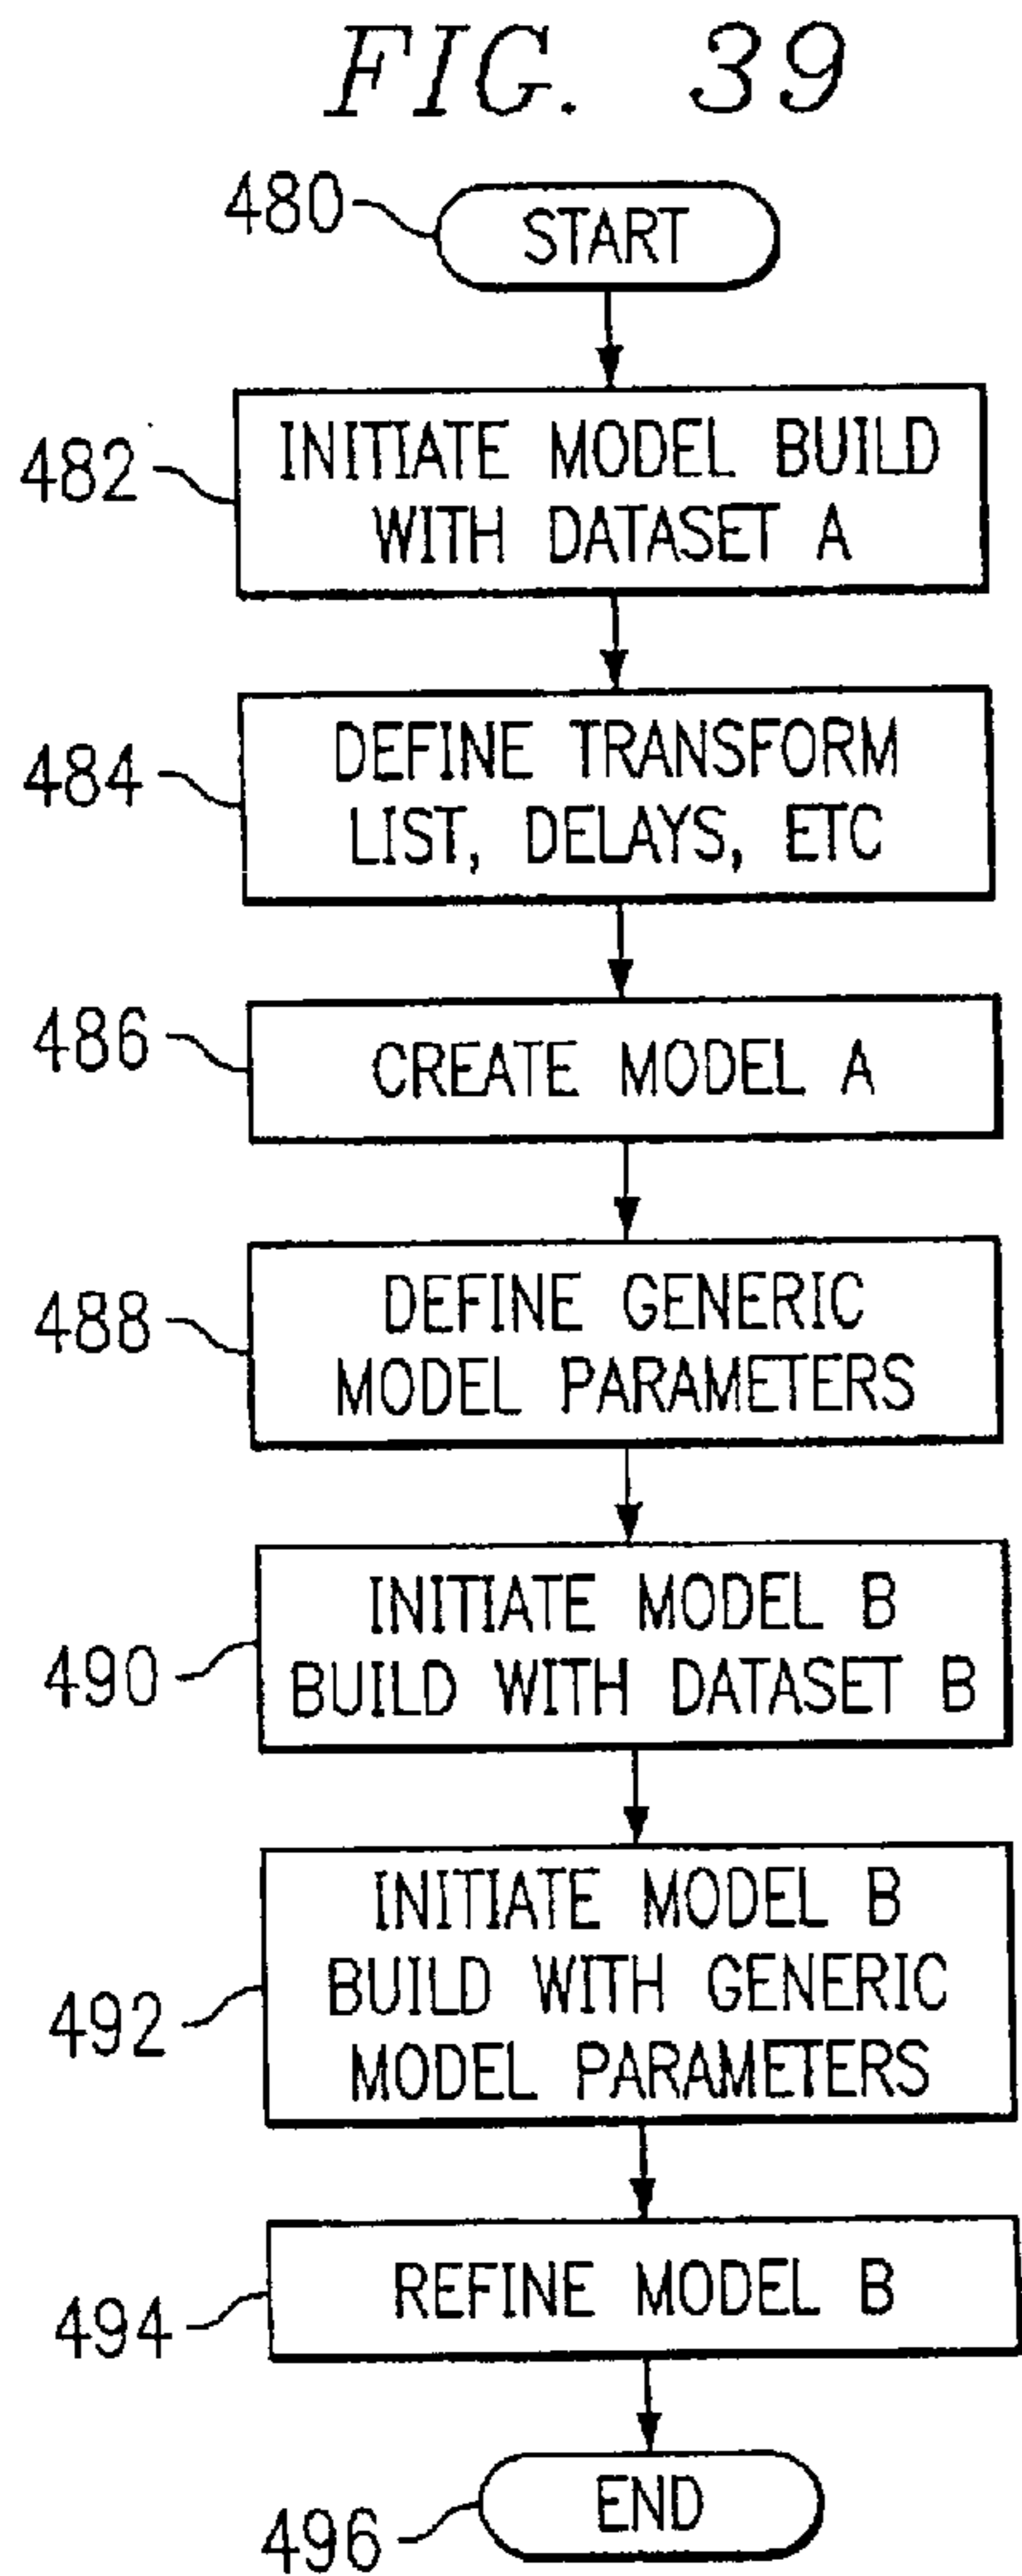 FIG. 39
480
START
482
INITIATE MODEL BUILD
WITH DATASET A
484
DEFINE TRANSFORM
LIST, DELAYS, ETC
486
CREATE MODEL A
488
DEFINE GENERIC
MODEL PARAMETERS
490
INITIATE MODEL B
BUILD WITH DATASET B
492
INITIATE MODEL B
BUILD WITH GENERIC
MODEL PARAMETERS
494
REFINE MODEL B
496
END